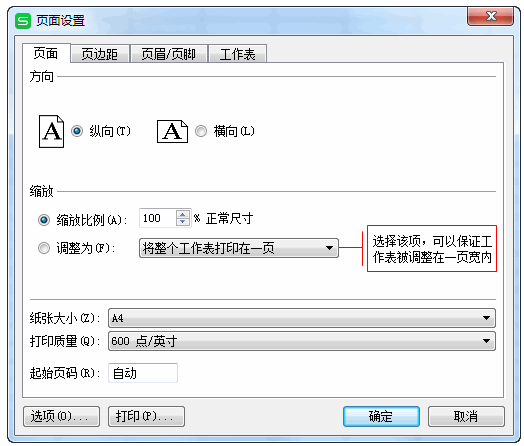 页面设置
页面 页边距 页眉/页脚 工作表
方向
A 纵向(T) A 横向(L)
缩放
缩放比例(A): 100 % 正常尺寸
调整为(F): 将整个工作表打印在一页
选择该项，可以保证工
作表被调整在一页宽内
纸张大小(Z): A4
打印质量(Q): 600 点/英寸
起始页码(R): 自动
选项(O)... 打印(P)... 确定 取消